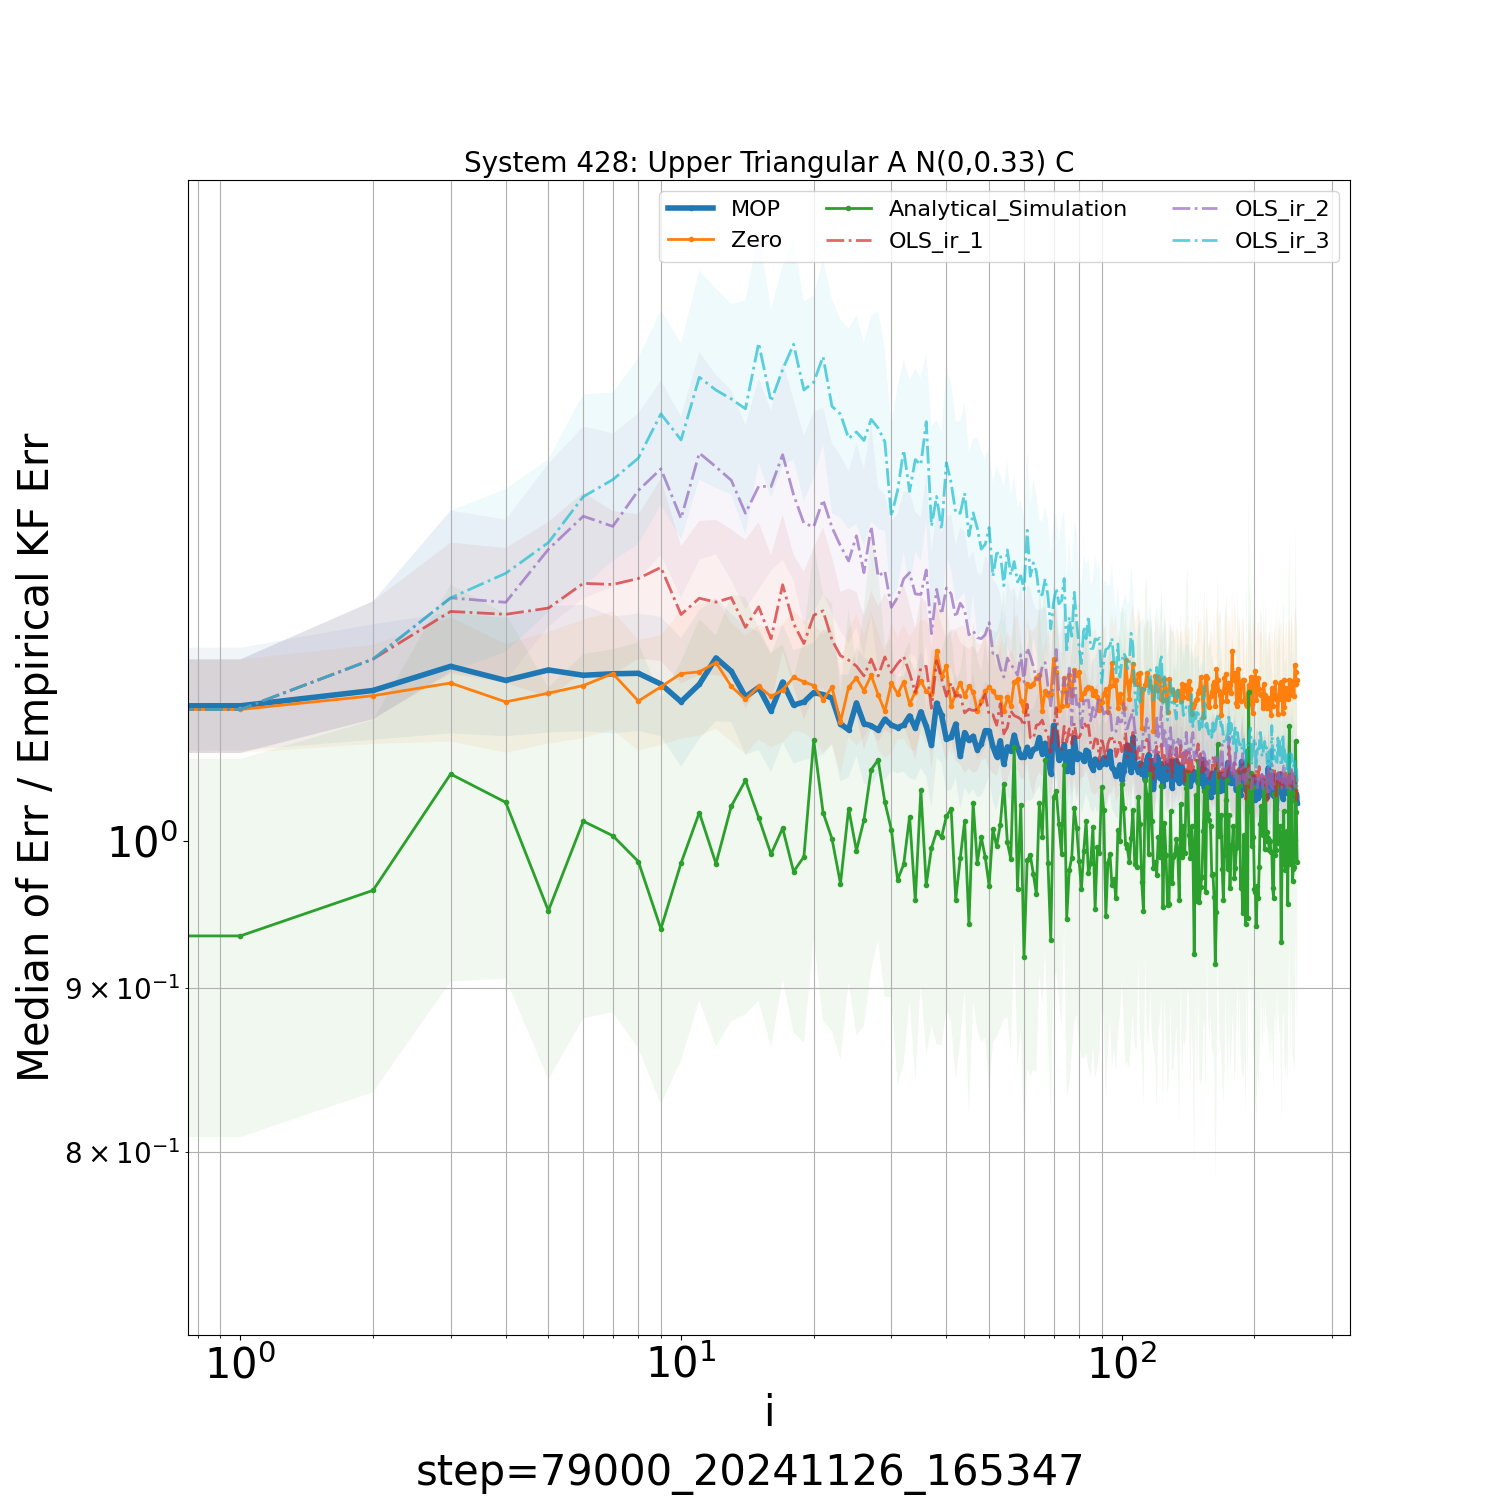 System 428: Upper Triangular A N(0,0.33) C
MOP
Zero
Analytical_Simulation
OLS_ir_1
OLS_ir_2
OLS_ir_3
Median of Err / Empirical KF Err
10⁰
9 × 10⁻¹
8 × 10⁻¹
10⁰
10¹
10²
i
step=79000_20241126_165347